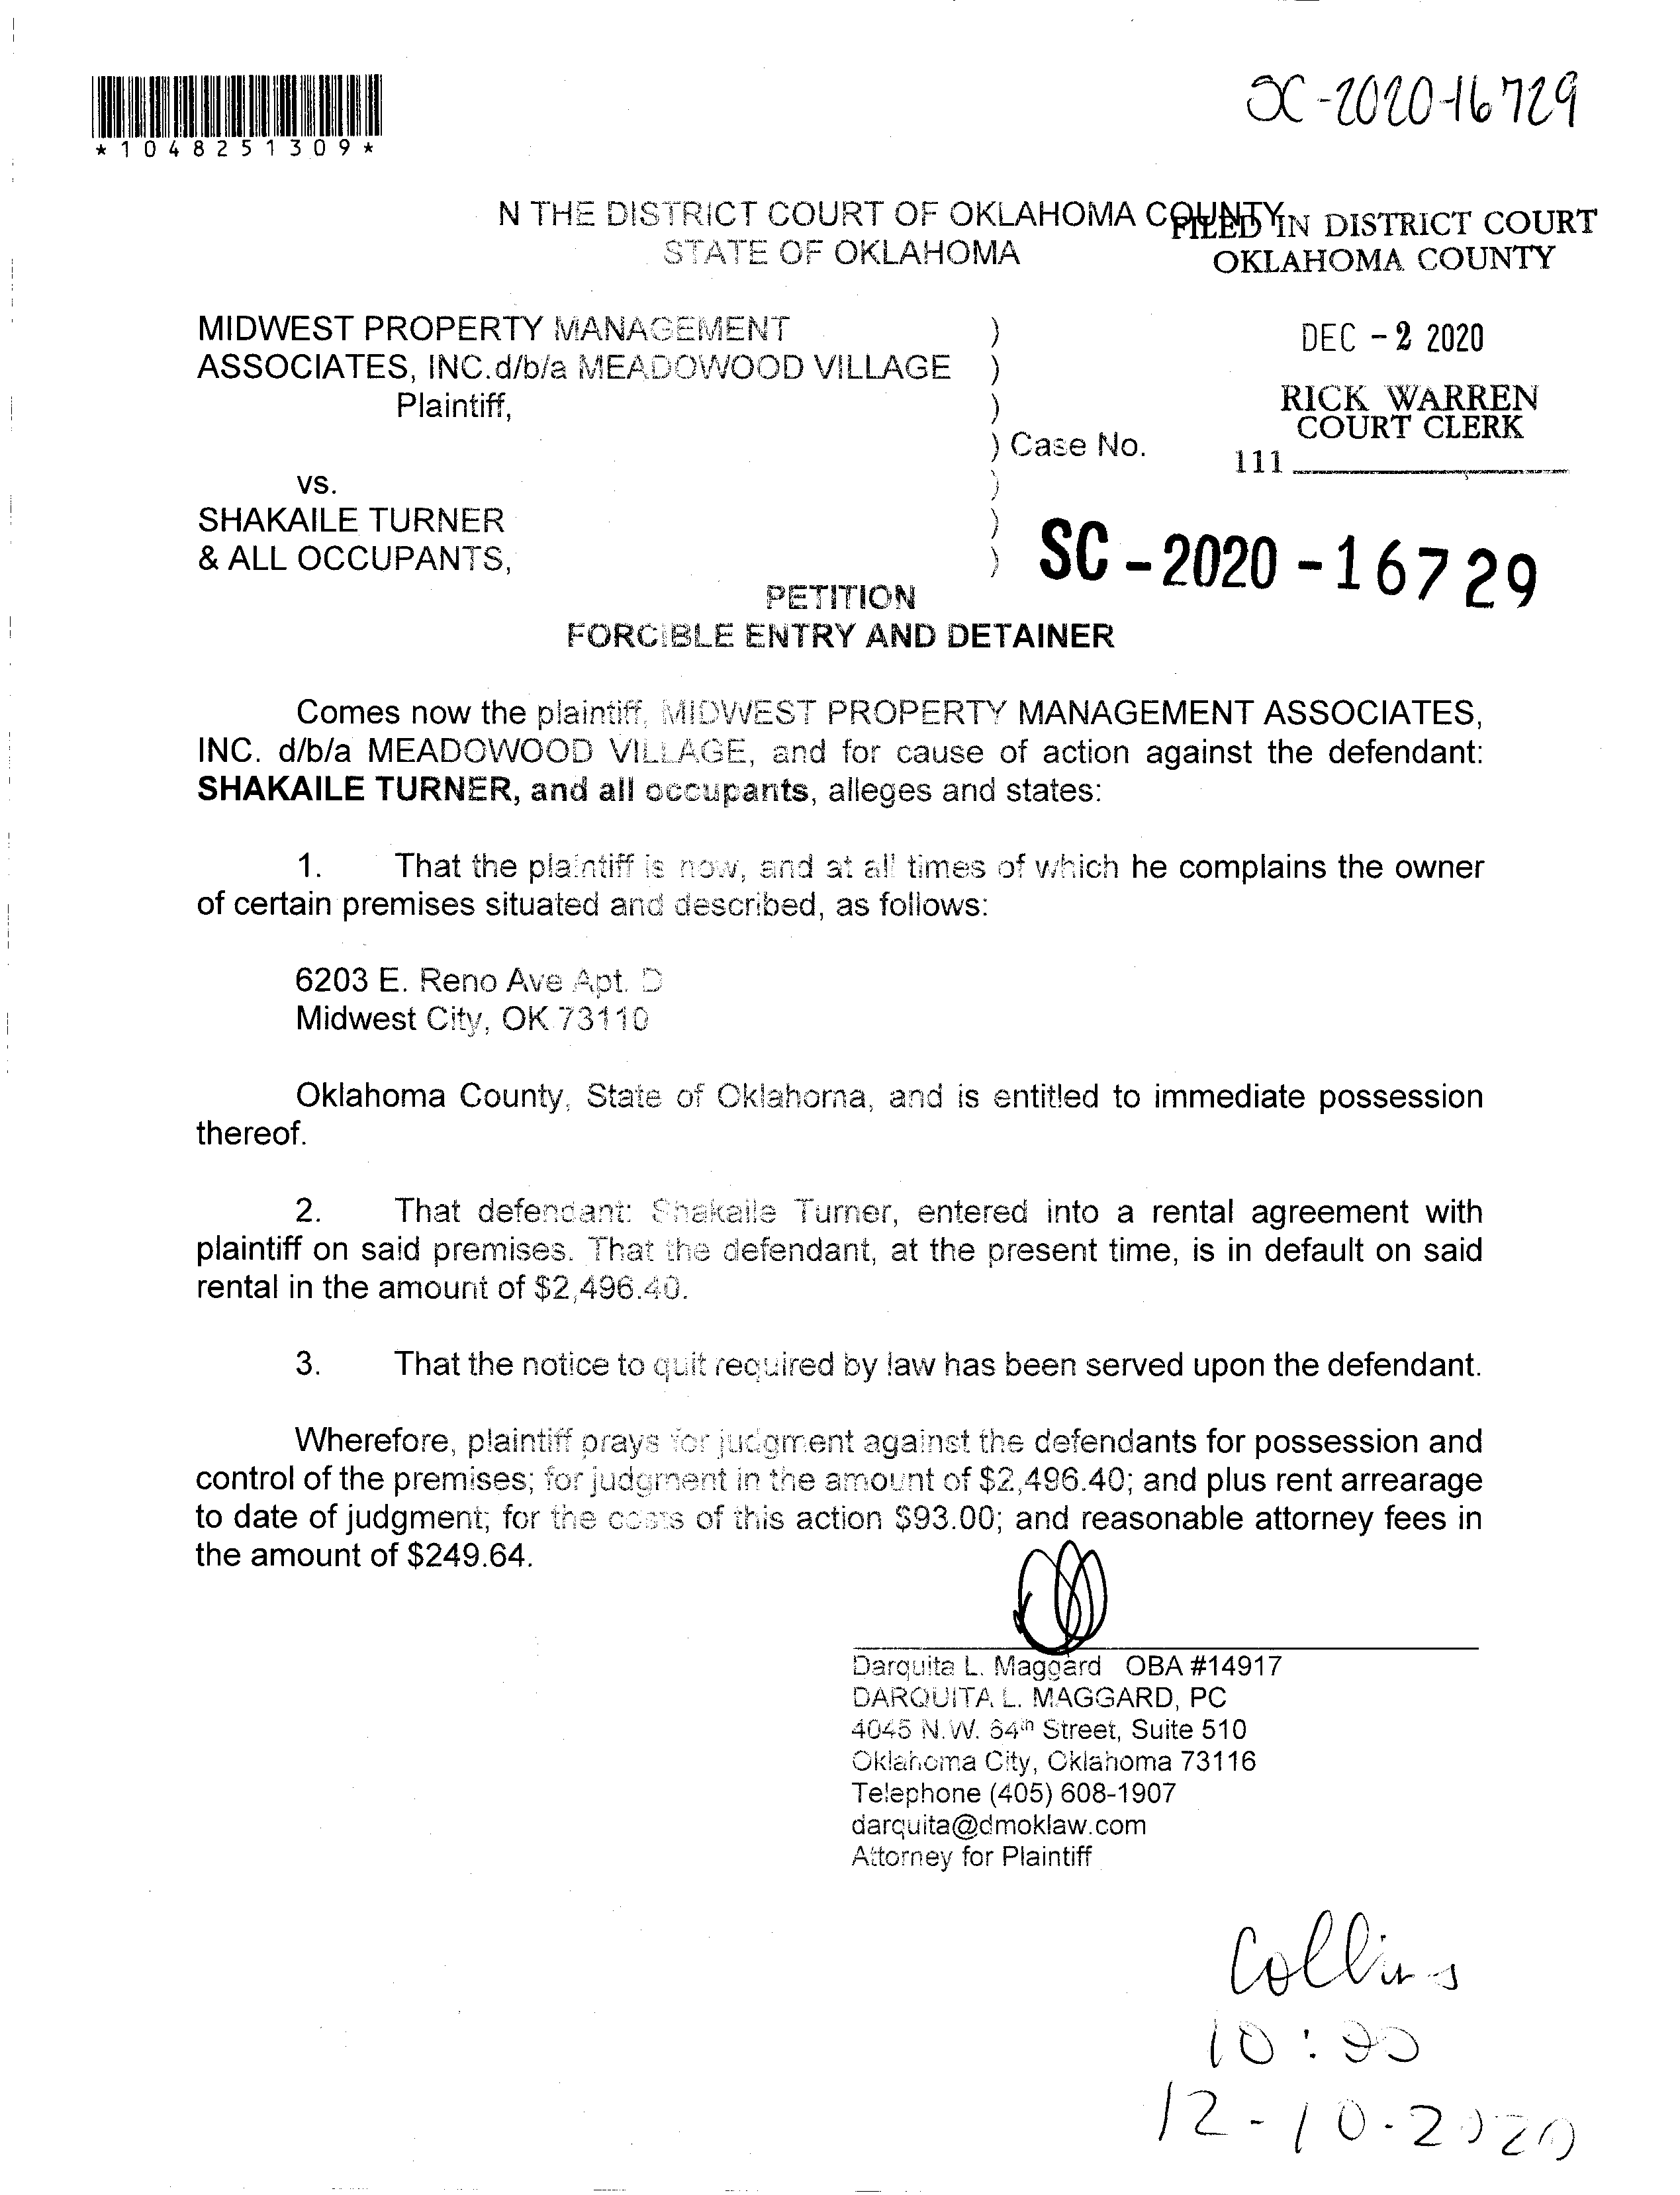 SC-2020-16729
*1048251309*
N THE DISTRICT COURT OF OKLAHOMA COUNTY
STATE OF OKLAHOMA
FILED IN DISTRICT COURT
OKLAHOMA COUNTY
DEC - 2 2020
RICK WARREN
COURT CLERK
111
MIDWEST PROPERTY MANAGEMENT )
ASSOCIATES, INC.d/b/a MEADOWOOD VILLAGE )
Plaintiff, )
) Case No.
vs. )
SHAKAILE TURNER )
& ALL OCCUPANTS, )
SC - 2020 - 16729
PETITION
FORCIBLE ENTRY AND DETAINER
Comes now the plaintiff, MIDWEST PROPERTY MANAGEMENT ASSOCIATES,
INC. d/b/a MEADOWOOD VILLAGE, and for cause of action against the defendant:
SHAKAILE TURNER, and all occupants, alleges and states:
1. That the plaintiff is now, and at all times of which he complains the owner
of certain premises situated and described, as follows:
6203 E. Reno Ave Apt. D
Midwest City, OK 73110
Oklahoma County, State of Oklahoma, and is entitled to immediate possession
thereof.
2. That defendant: Shakaile Turner, entered into a rental agreement with
plaintiff on said premises. That the defendant, at the present time, is in default on said
rental in the amount of $2,496.40.
3. That the notice to quit required by law has been served upon the defendant.
Wherefore, plaintiff prays for judgment against the defendants for possession and
control of the premises; for judgment in the amount of $2,496.40; and plus rent arrearage
to date of judgment; for the costs of this action $93.00; and reasonable attorney fees in
the amount of $249.64.
Darquita L. Maggard OBA #14917
DARQUITA L. MAGGARD, PC
4045 N.W. 64th Street, Suite 510
Oklahoma City, Oklahoma 73116
Telephone (405) 608-1907
darquita@dmoklaw.com
Attorney for Plaintiff
Collins
12-10-2020